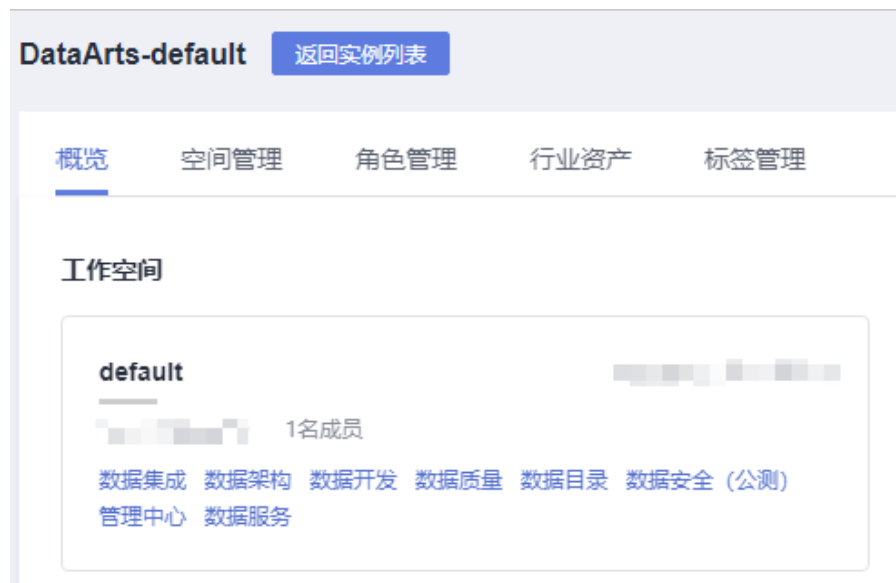 DataArts-default 返回实例列表
概览 空间管理 角色管理 行业资产 标签管理
工作空间
default
1名成员
数据集成 数据架构 数据开发 数据质量 数据目录 数据安全（公测）
管理中心 数据服务